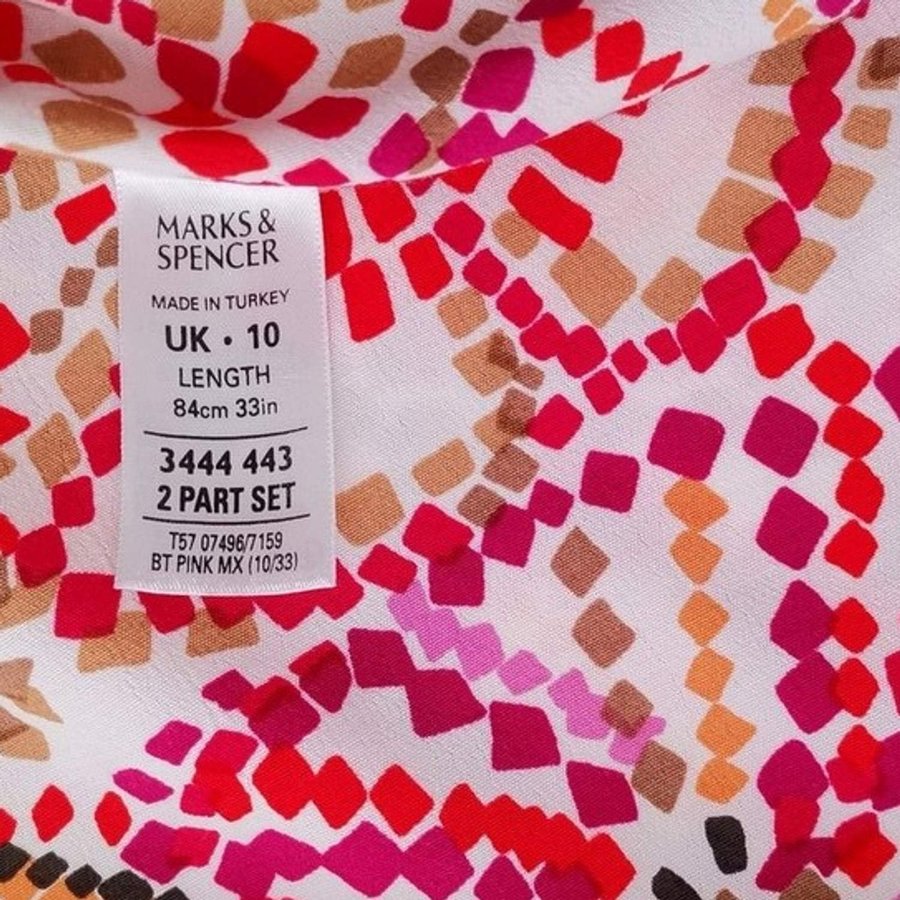 MARKS &
SPENCER
MADE IN TURKEY
UK • 10
LENGTH
84cm 33in
3444 443
2 PART SET
T57 07496/7159
BT PINK MX (10/33)